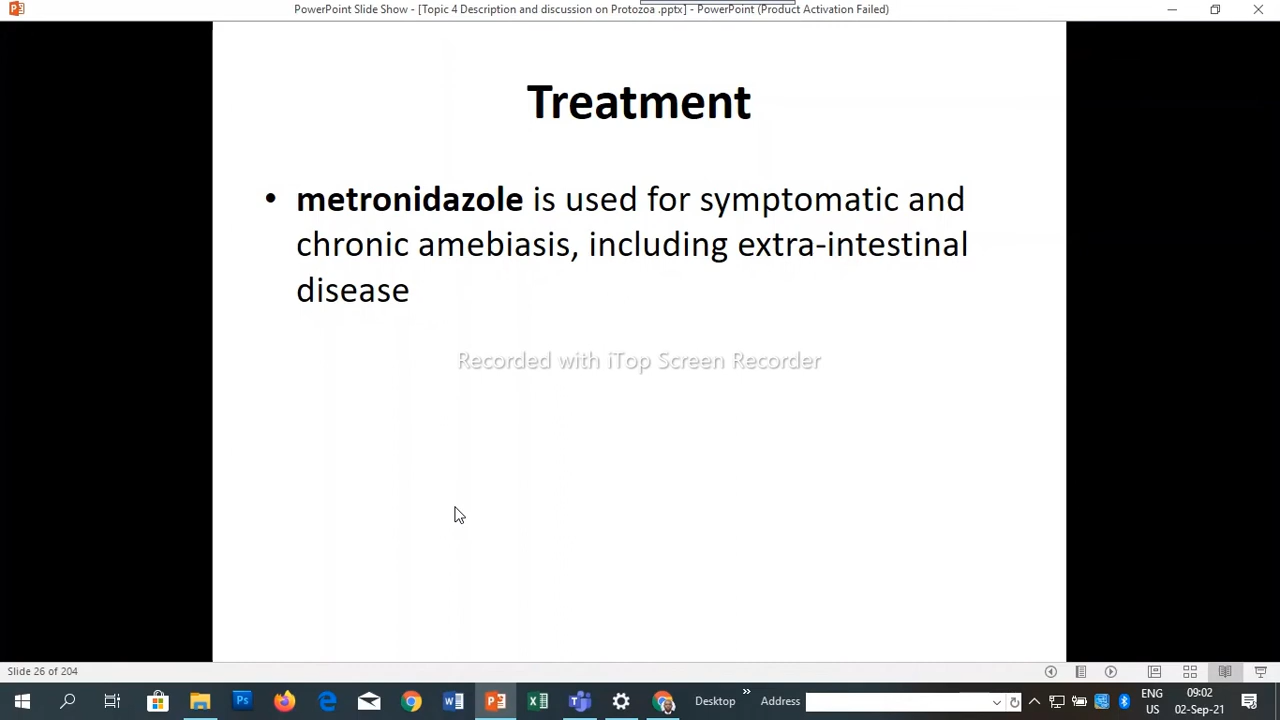 PowerPoint Slide Show - [Topic 4 Description and discussion on Protozoa .pptx] - PowerPoint (Product Activation Failed)
Treatment
• metronidazole is used for symptomatic and
chronic amebiasis, including extra-intestinal
disease
Recorded with iTop Screen Recorder
Slide 26 of 204
Desktop
Address
ENG
US
09:02
02-Sep-21